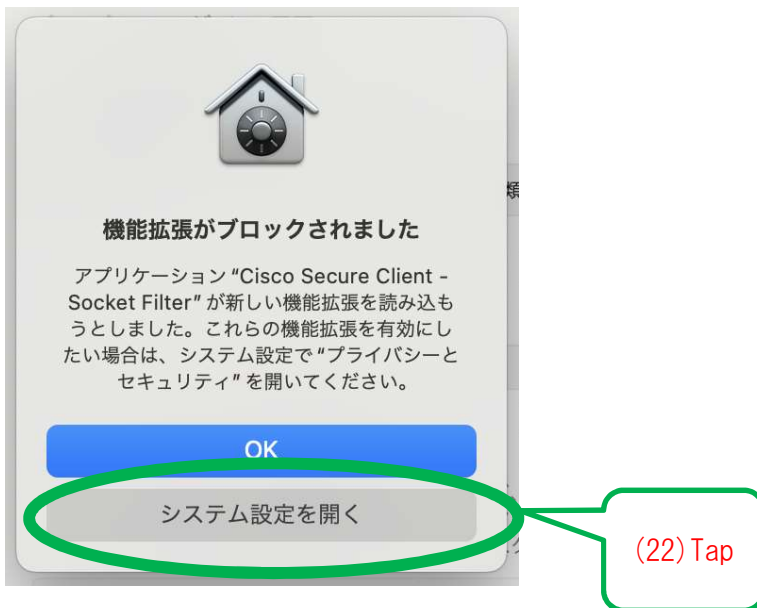 機能拡張がブロックされました
アプリケーション“Cisco Secure Client -
Socket Filter”が新しい機能拡張を読み込も
うとしました。これらの機能拡張を有効にし
たい場合は、システム設定で“プライバシーと
セキュリティ”を開いてください。
OK
システム設定を開く
(22)Tap
類